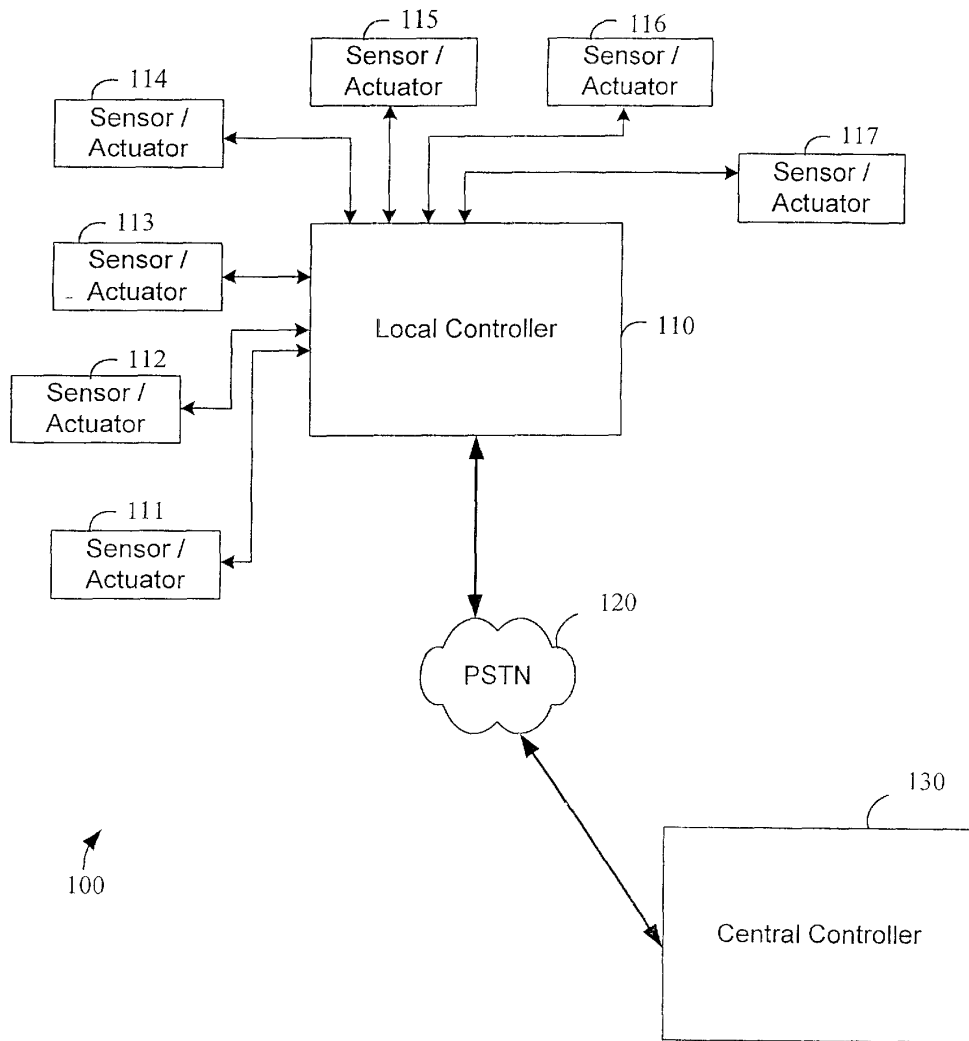 115
Sensor /
Actuator
116
Sensor /
Actuator
114
Sensor /
Actuator
117
Sensor /
Actuator
113
Sensor /
Actuator
Local Controller
110
112
Sensor /
Actuator
111
Sensor /
Actuator
120
PSTN
130
Central Controller
100